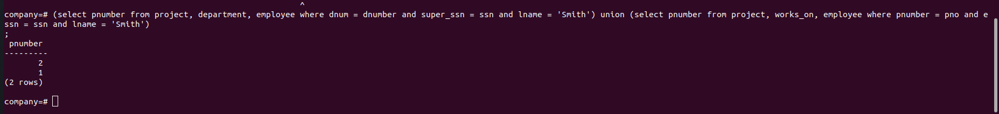 ^
company=# (select pnumber from project, department, employee where dnum = dnumber and super_ssn = ssn and lname = 'Smith') union (select pnumber from project, works_on, employee where pnumber = pno and e
ssn = ssn and lname = 'Smith')
;
 pnumber
---------
       2
       1
(2 rows)

company=#